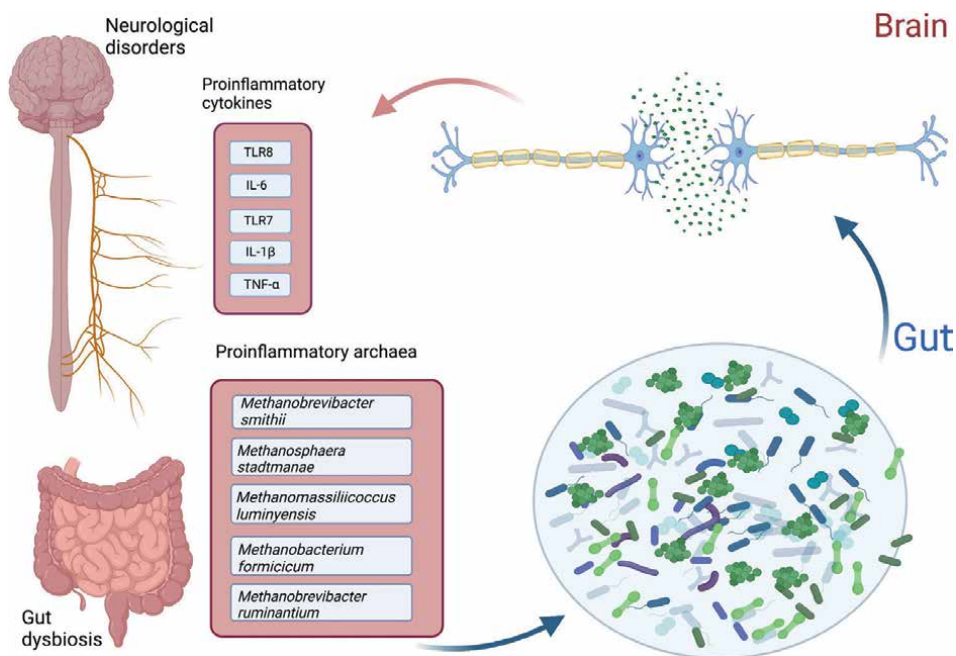 Neurological
disorders
Brain
Proinflammatory
cytokines
TLR8
IL-6
TLR7
IL-1β
TNF-α
Gut
Proinflammatory archaea
Methanobrevibacter
smithii
Methanosphaera
stadtmanae
Methanomassiliicoccus
luminyensis
Methanobacterium
formicicum
Methanobrevibacter
ruminantium
Gut
dysbiosis